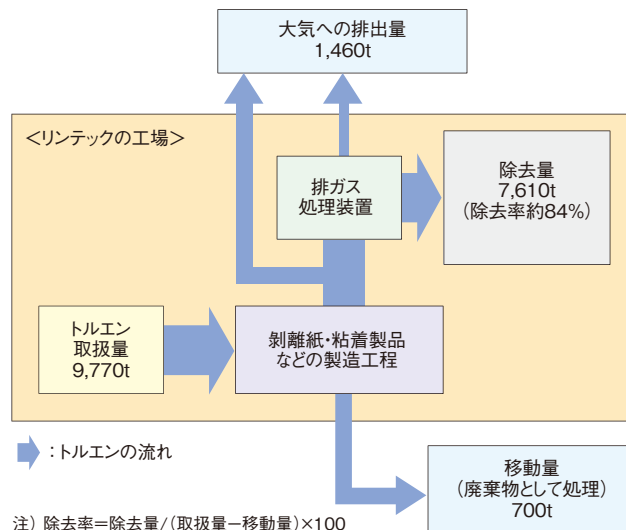 大気への排出量
1,460t
<リンテックの工場>
排ガス
処理装置
除去量
7,610t
(除去率約84%)
トルエン
取扱量
9,770t
剝離紙・粘着製品
などの製造工程
：トルエンの流れ
移動量
(廃棄物として処理)
700t
注) 除去率=除去量/(取扱量−移動量)×100